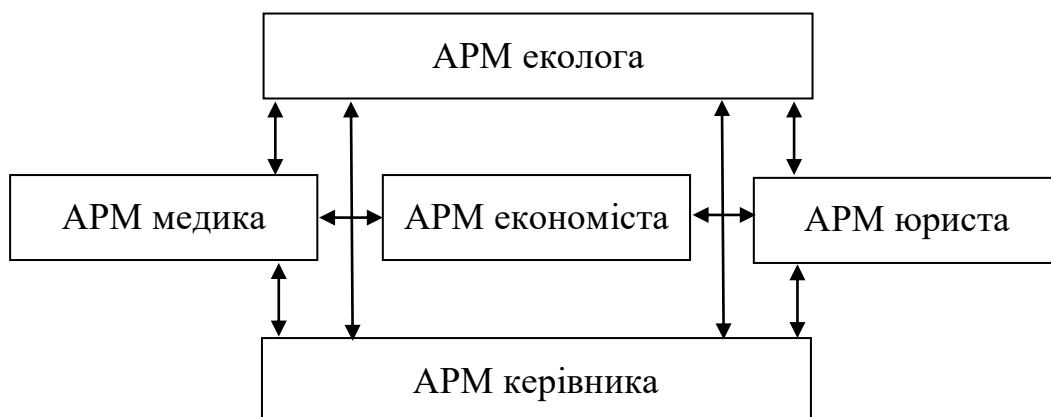 АРМ еколога
АРМ медика
АРМ економіста
АРМ юриста
АРМ керівника